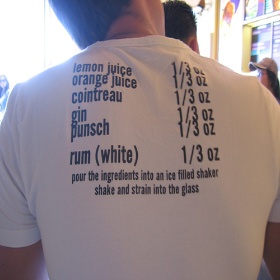 lemon juice 1/3 oz
orange juice 1/3 oz
cointreau 1/3 oz
gin 1/3 oz
punsch 1/3 oz
rum (white) 1/3 oz
pour the ingredients into an ice filled shaker
shake and strain into the glass